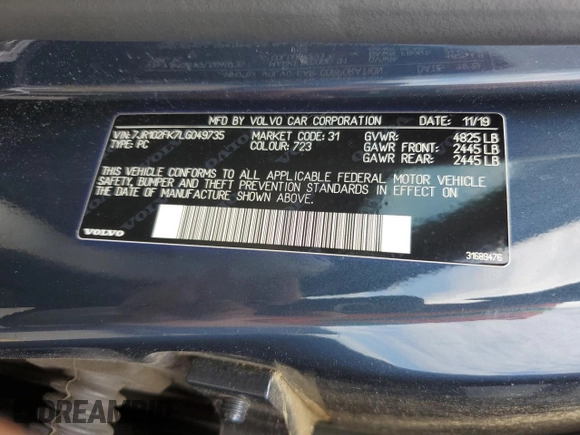 MFD BY VOLVO CAR CORPORATION DATE: 11/19
VIN: 7JR102FK7LG049735 MARKET CODE: 31 GVWR: 4825 LB
TYPE: PC COLOUR: 723 GAWR FRONT: 2445 LB
GAWR REAR: 2445 LB
THIS VEHICLE CONFORMS TO ALL APPLICABLE FEDERAL MOTOR VEHICLE
SAFETY, BUMPER AND THEFT PREVENTION STANDARDS IN EFFECT ON
THE DATE OF MANUFACTURE SHOWN ABOVE.
VOLVO 31689476